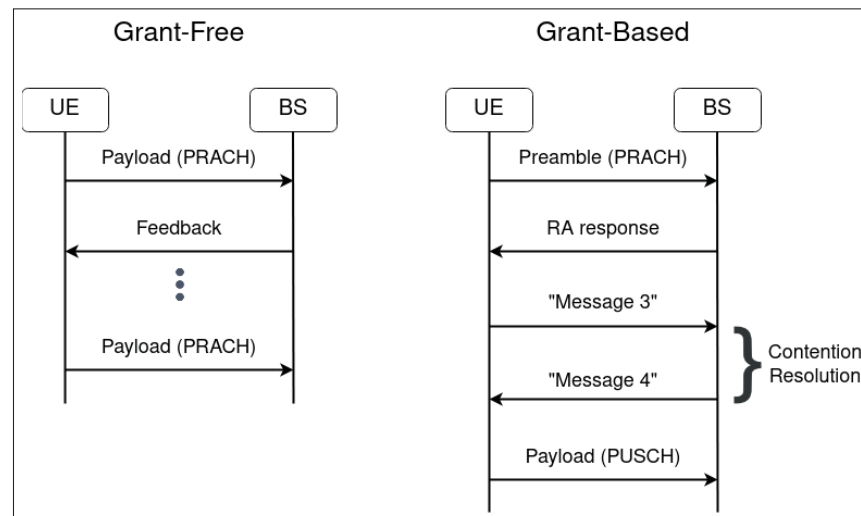 Grant-Free
UE
BS
Payload (PRACH)
Feedback
Payload (PRACH)
Grant-Based
UE
BS
Preamble (PRACH)
RA response
"Message 3"
"Message 4"
Contention
Resolution
Payload (PUSCH)